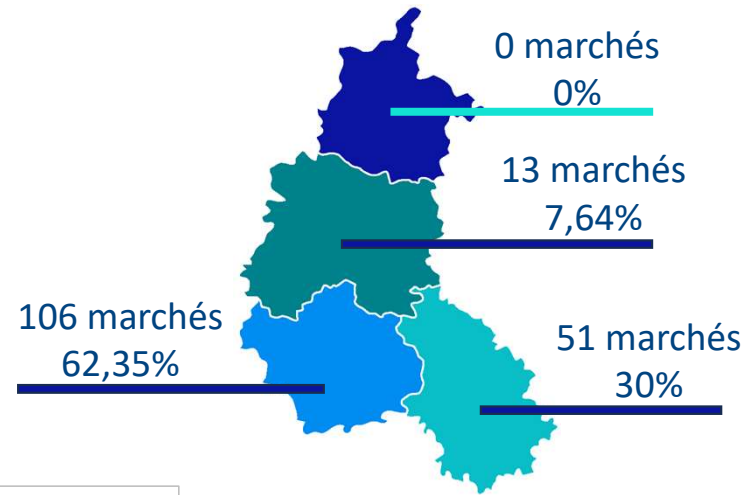 0 marchés
0%
13 marchés
7,64%
106 marchés
62,35%
51 marchés
30%